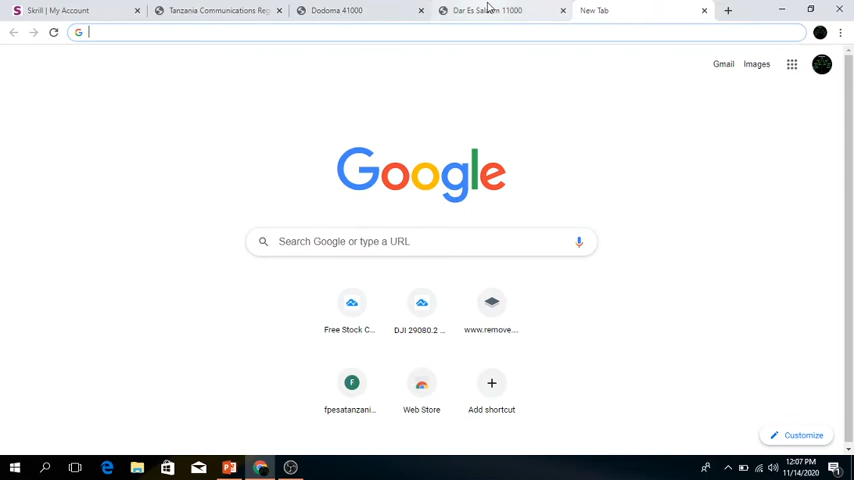 Skrill | My Account
Tanzania Communications Reg
Dodoma 41000
Dar Es Salaam 11000
New Tab
Gmail
Images
Google
Search Google or type a URL
Free Stock C...
DJI 29080.2 ...
www.remove...
fpesatanzani...
Web Store
Add shortcut
Customize
12:07 PM
11/14/2020